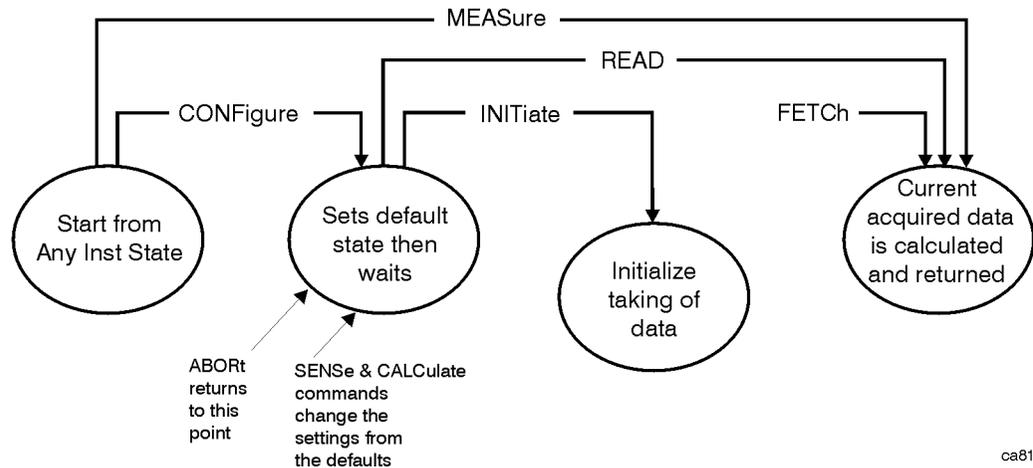 MEASure
READ
CONFigure
INITiate
FETCh
Start from
Any Inst State
Sets default
state then
waits
Initialize
taking of
data
Current
acquired data
is calculated
and returned
ABORt
returns
to this
point
SENSe & CALCulate
commands
change the
settings from
the defaults
ca81